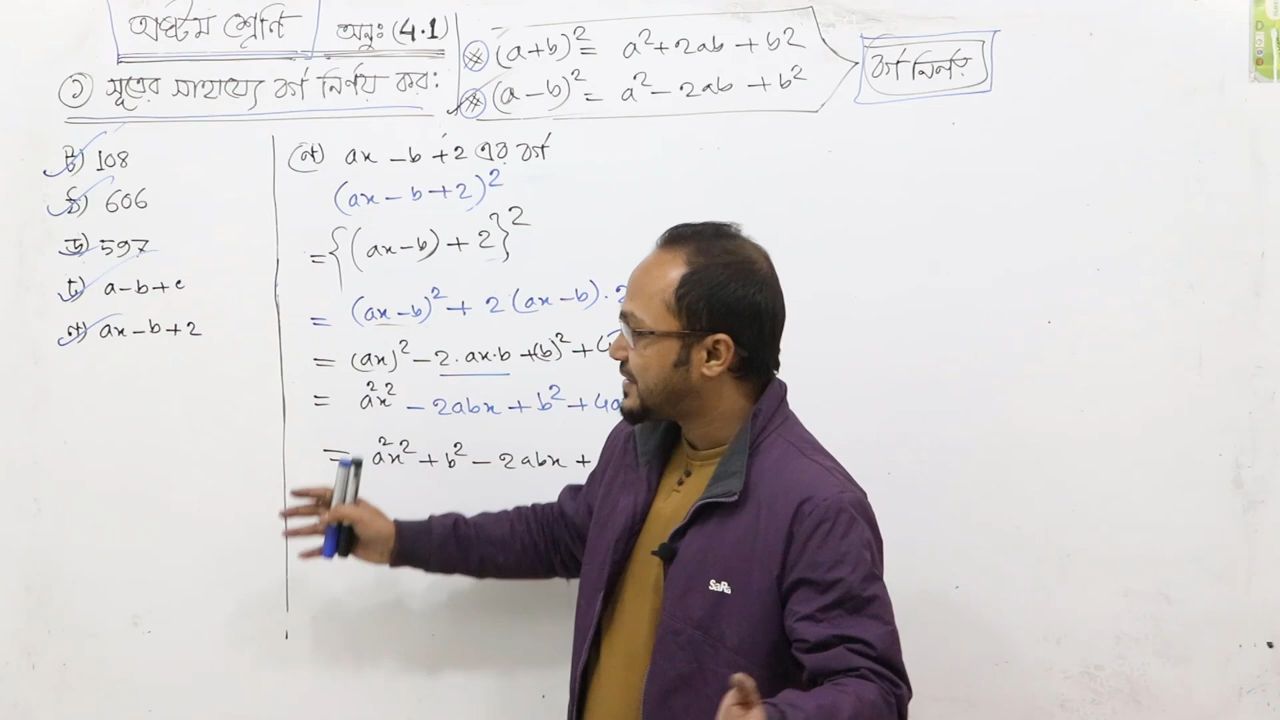 অষ্টম শ্রেণি অনুঃ (4.1)
১ সূত্রের সাহায্যে বর্গ নির্ণয় কর:
* (a+b)² = a²+2ab+b2
* (a-b)² = a²-2ab+b²
বর্গ নির্ণয়
ট) 108
ঠ) 606
ড) 597
ঢ) a-b+c
ণ) ax-b+2
(ণ) ax-b+2 এর বর্গ
(ax-b+2)²
={(ax-b)+2}²
= (ax-b)²+ 2(ax-b).2
= (ax)²-2.ax.b+(b)²+4
= a²x² -2abx+b²+4a
= a²x²+b²-2abx+
SaRa